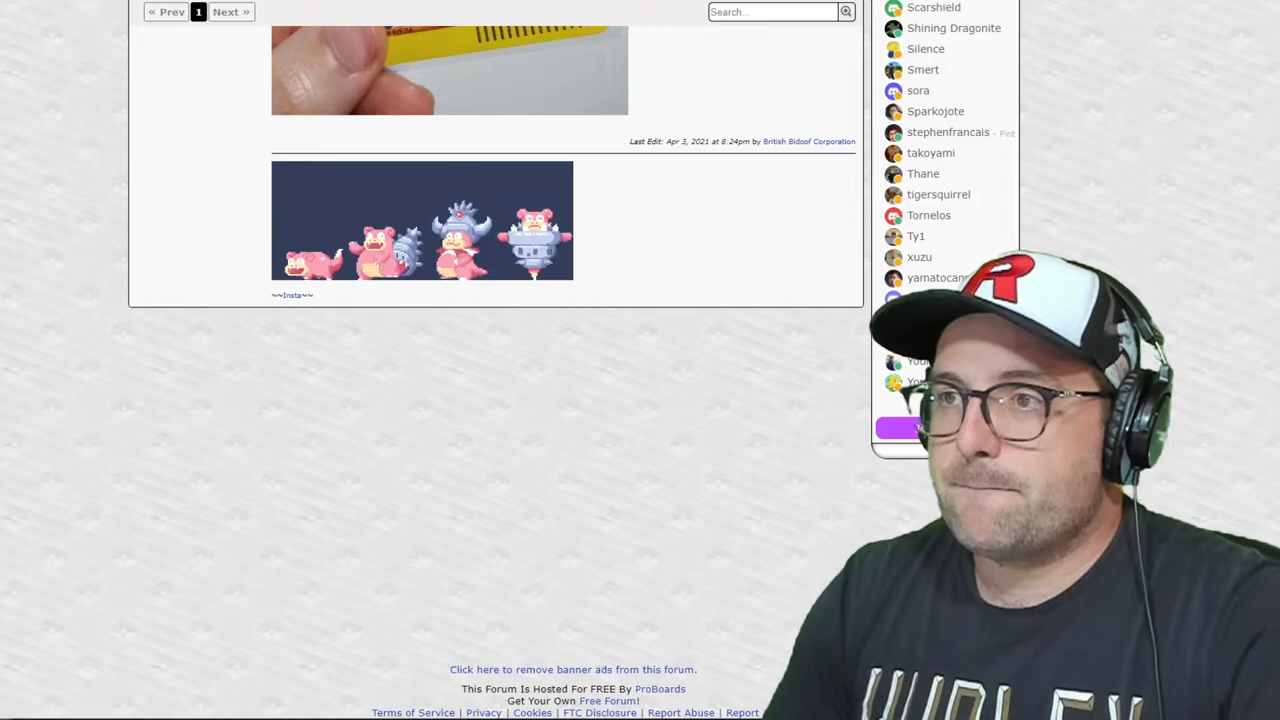 « Prev 1 Next »
Search...
Last Edit: Apr 3, 2021 at 8:24pm by British Bidoof Corporation
~~Insta~~
Scarshield
Shining Dragonite
Silence
Smert
sora
Sparkojote
stephenfrancais
takoyami
Thane
tigersquirrel
Tornelos
Ty1
xuzu
R
Click here to remove banner ads from this forum.
This Forum Is Hosted For FREE By ProBoards
Get Your Own Free Forum!
Terms of Service | Privacy | Cookies | FTC Disclosure | Report Abuse | Report